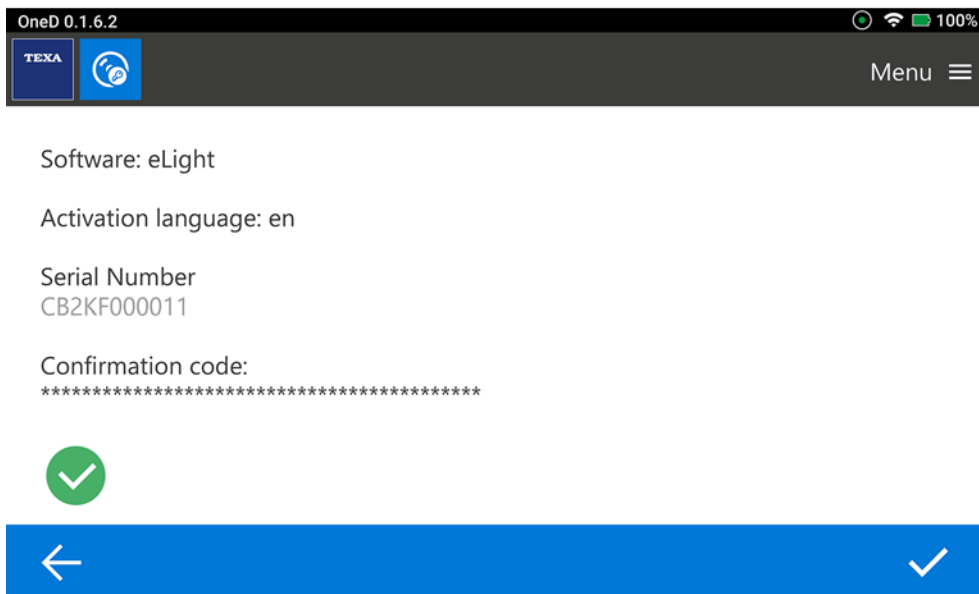 OneD 0.1.6.2
100%
TEXA
Menu
Software: eLight
Activation language: en
Serial Number
CB2KF000011
Confirmation code:
*******************************************